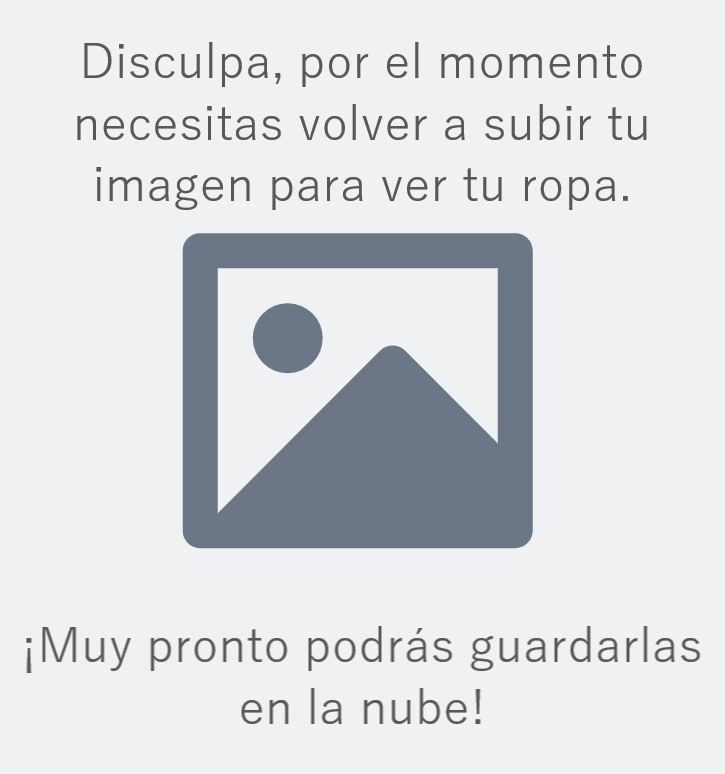 Disculpa, por el momento
necesitas volver a subir tu
imagen para ver tu ropa.
¡Muy pronto podrás guardarlas
en la nube!